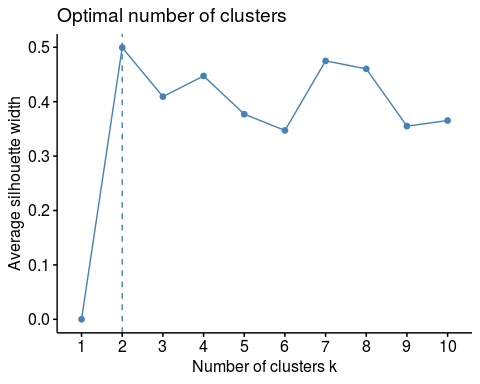 Optimal number of clusters
Average silhouette width
0.5
0.4
0.3
0.2
0.1
0.0
1 2 3 4 5 6 7 8 9 10
Number of clusters k